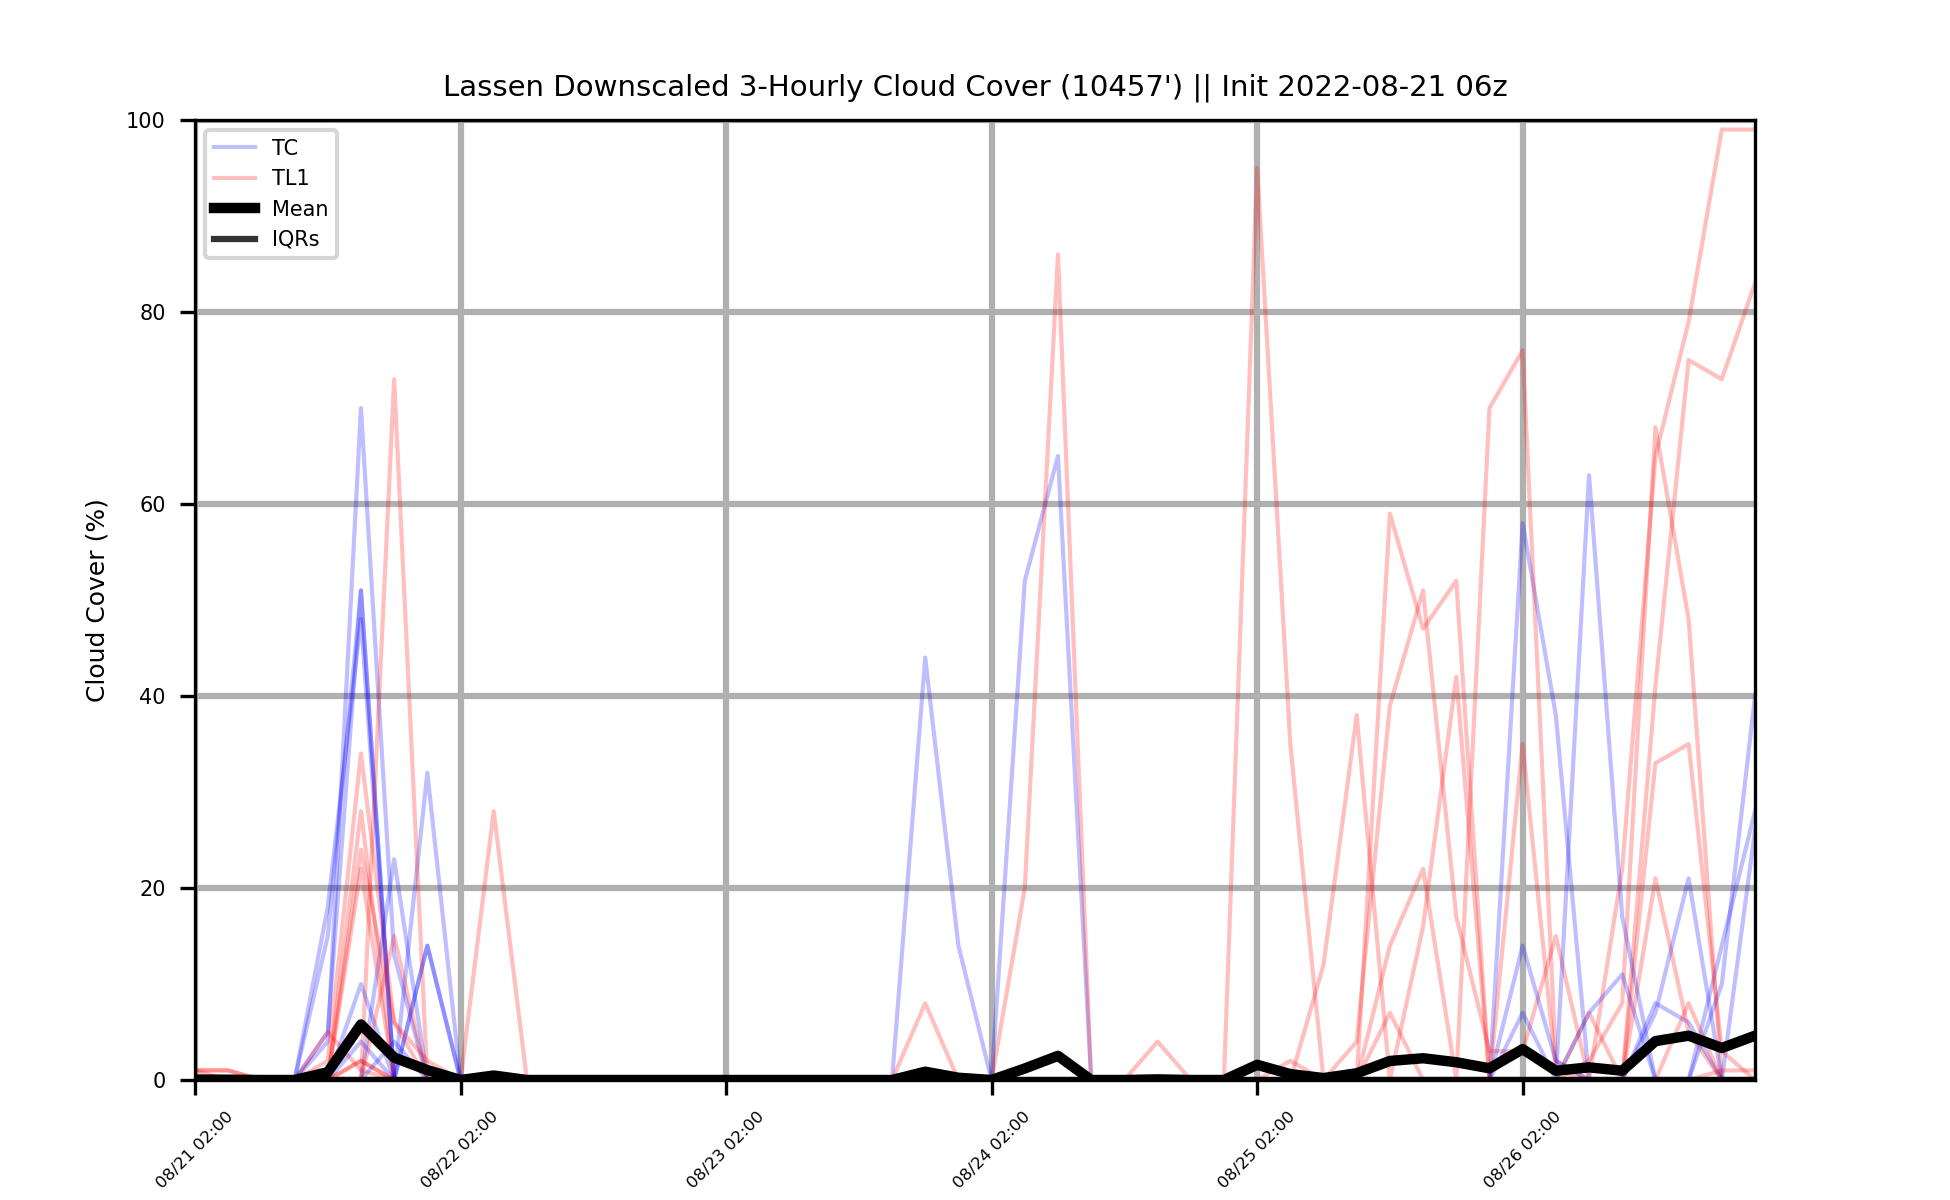 Lassen Downscaled 3-Hourly Cloud Cover (10457') || Init 2022-08-21 06z
Cloud Cover (%)
100
80
60
40
20
0
TC
TL1
Mean
IQRs
08/21 02:00
08/22 02:00
08/23 02:00
08/24 02:00
08/25 02:00
08/26 02:00